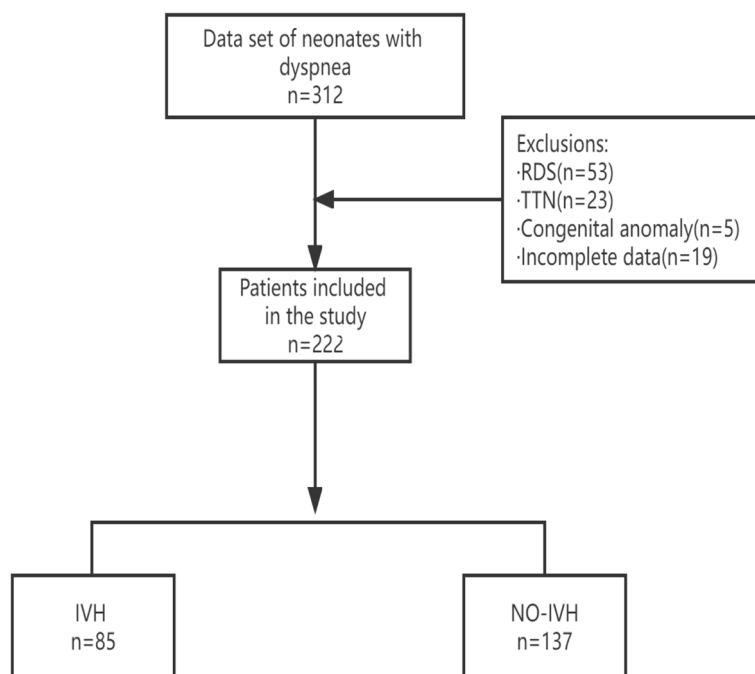 Data set of neonates with
dyspnea
n=312
Exclusions:
·RDS(n=53)
·TTN(n=23)
·Congenital anomaly(n=5)
·Incomplete data(n=19)
Patients included
in the study
n=222
IVH
n=85
NO-IVH
n=137